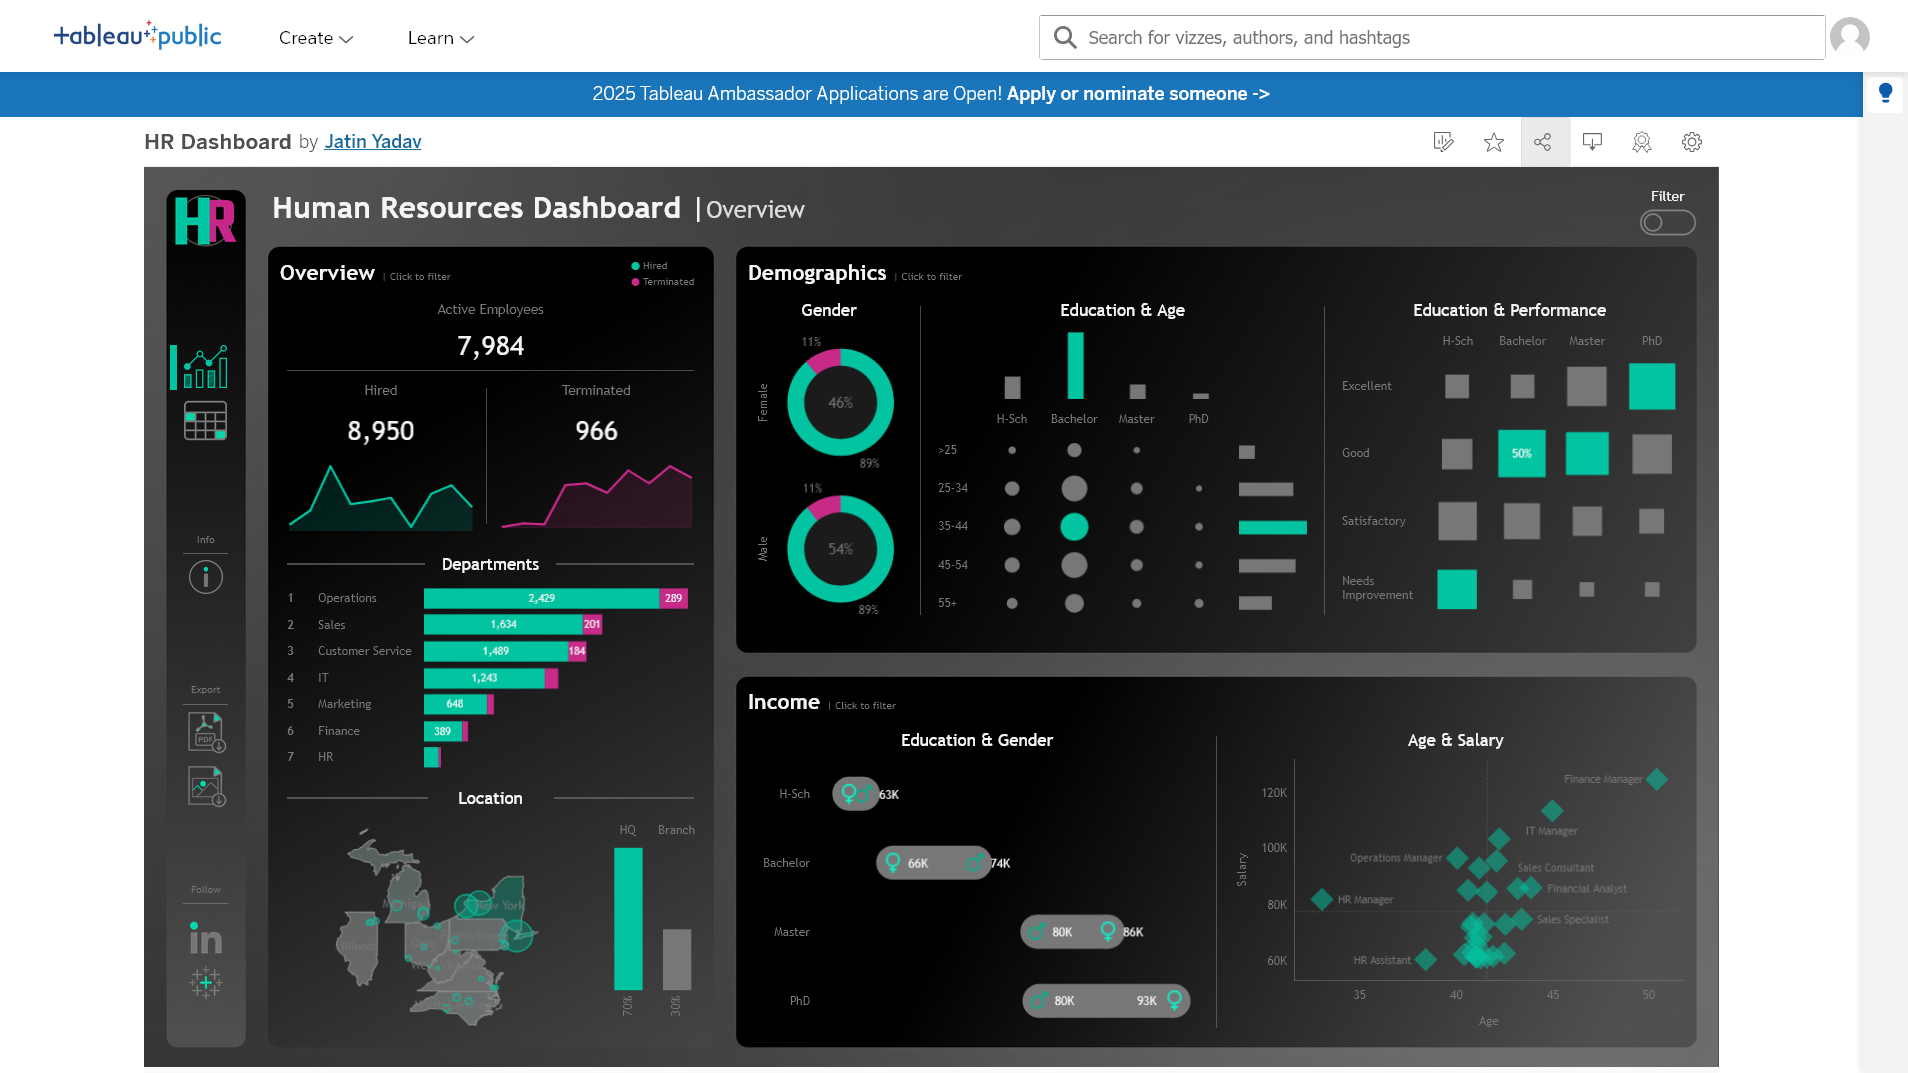 tableau public
Create
Learn
Search for vizzes, authors, and hashtags
2025 Tableau Ambassador Applications are Open! Apply or nominate someone ->
HR Dashboard by Jatin Yadav
HR
Human Resources Dashboard | Overview
Filter
Info
Export
PDF
Follow
in
Overview | Click to filter
Hired
Terminated
Active Employees
7,984
Hired
Terminated
8,950
966
Departments
1 Operations 2,429 289
2 Sales 1,634 201
3 Customer Service 1,489 184
4 IT 1,243
5 Marketing 648
6 Finance 389
7 HR
Location
HQ Branch
Michigan
New York
Illinois
Pennsylvania
70%
30%
Demographics | Click to filter
Gender
11%
Female
46%
89%
11%
Male
54%
89%
Education & Age
H-Sch Bachelor Master PhD
>25
25-34
35-44
45-54
55+
Education & Performance
H-Sch Bachelor Master PhD
Excellent
Good 50%
Satisfactory
Needs
Improvement
Income | Click to filter
Education & Gender
H-Sch 63K
Bachelor 66K 74K
Master 80K 86K
PhD 80K 93K
Age & Salary
Finance Manager
120K
IT Manager
100K
Operations Manager
Sales Consultant
Salary
Financial Analyst
80K
HR Manager
Sales Specialist
60K
HR Assistant
35 40 45 50
Age